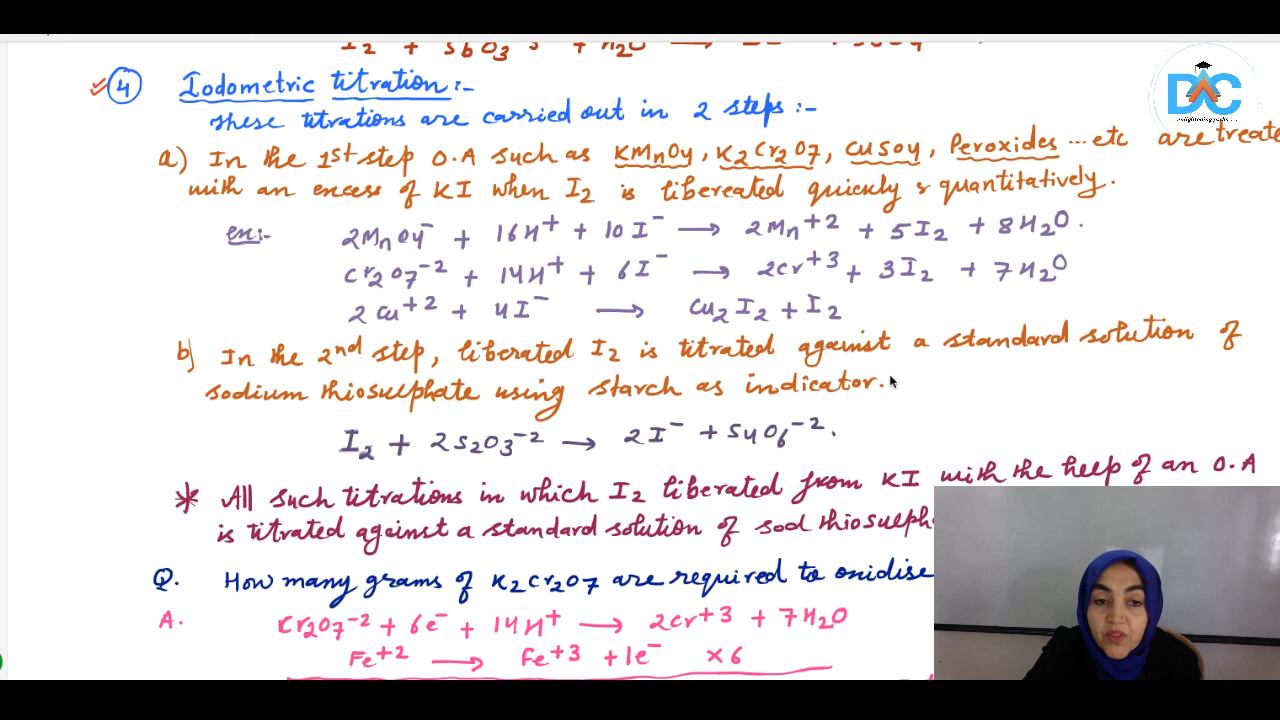 I2 + SbO3 + H2O →
DAC
④ Iodometric titration :-
These titrations are carried out in 2 steps :-
a) In the 1st step O.A such as KMnO4, K2Cr2O7, CuSO4, Peroxides ... etc are treate
with an excess of KI when I2 is libereated quickly & quantitatively.
ex:- 2MnO4⁻ + 16H⁺ + 10I⁻ → 2Mn⁺² + 5I2 + 8H2O.
Cr2O7⁻² + 14H⁺ + 6I⁻ → 2Cr⁺³ + 3I2 + 7H2O
2Cu⁺² + 4I⁻ → Cu2I2 + I2
b) In the 2nd step, liberated I2 is titrated against a standard solution of
sodium thiosulphate using starch as indicator.
I2 + 2S2O3⁻² → 2I⁻ + S4O6⁻².
* All such titrations in which I2 liberated from KI with the help of an O.A
is titrated against a standard solution of sod thiosulph
Q. How many grams of K2Cr2O7 are required to oxidise
A. Cr2O7⁻² + 6e⁻ + 14H⁺ → 2Cr⁺³ + 7H2O
Fe⁺² → Fe⁺³ + 1e⁻ ×6